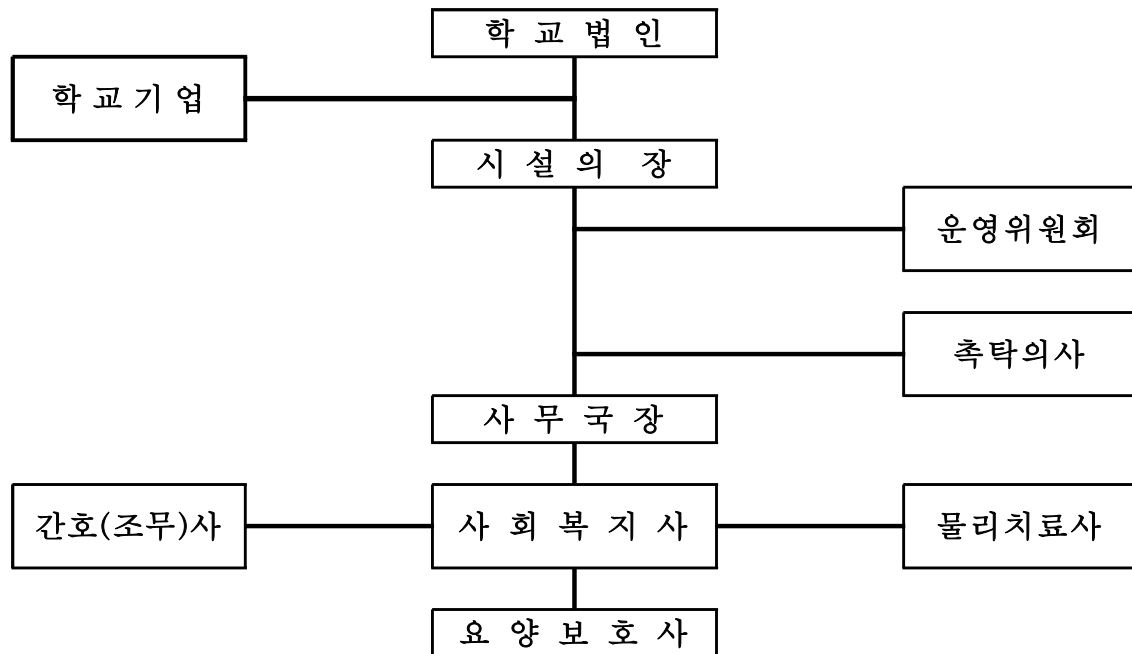 학 교 법 인
학 교 기 업
시 설 의 장
운영위원회
촉탁의사
사 무 국 장
간호(조무)사
사 회 복 지 사
물리치료사
요 양 보 호 사